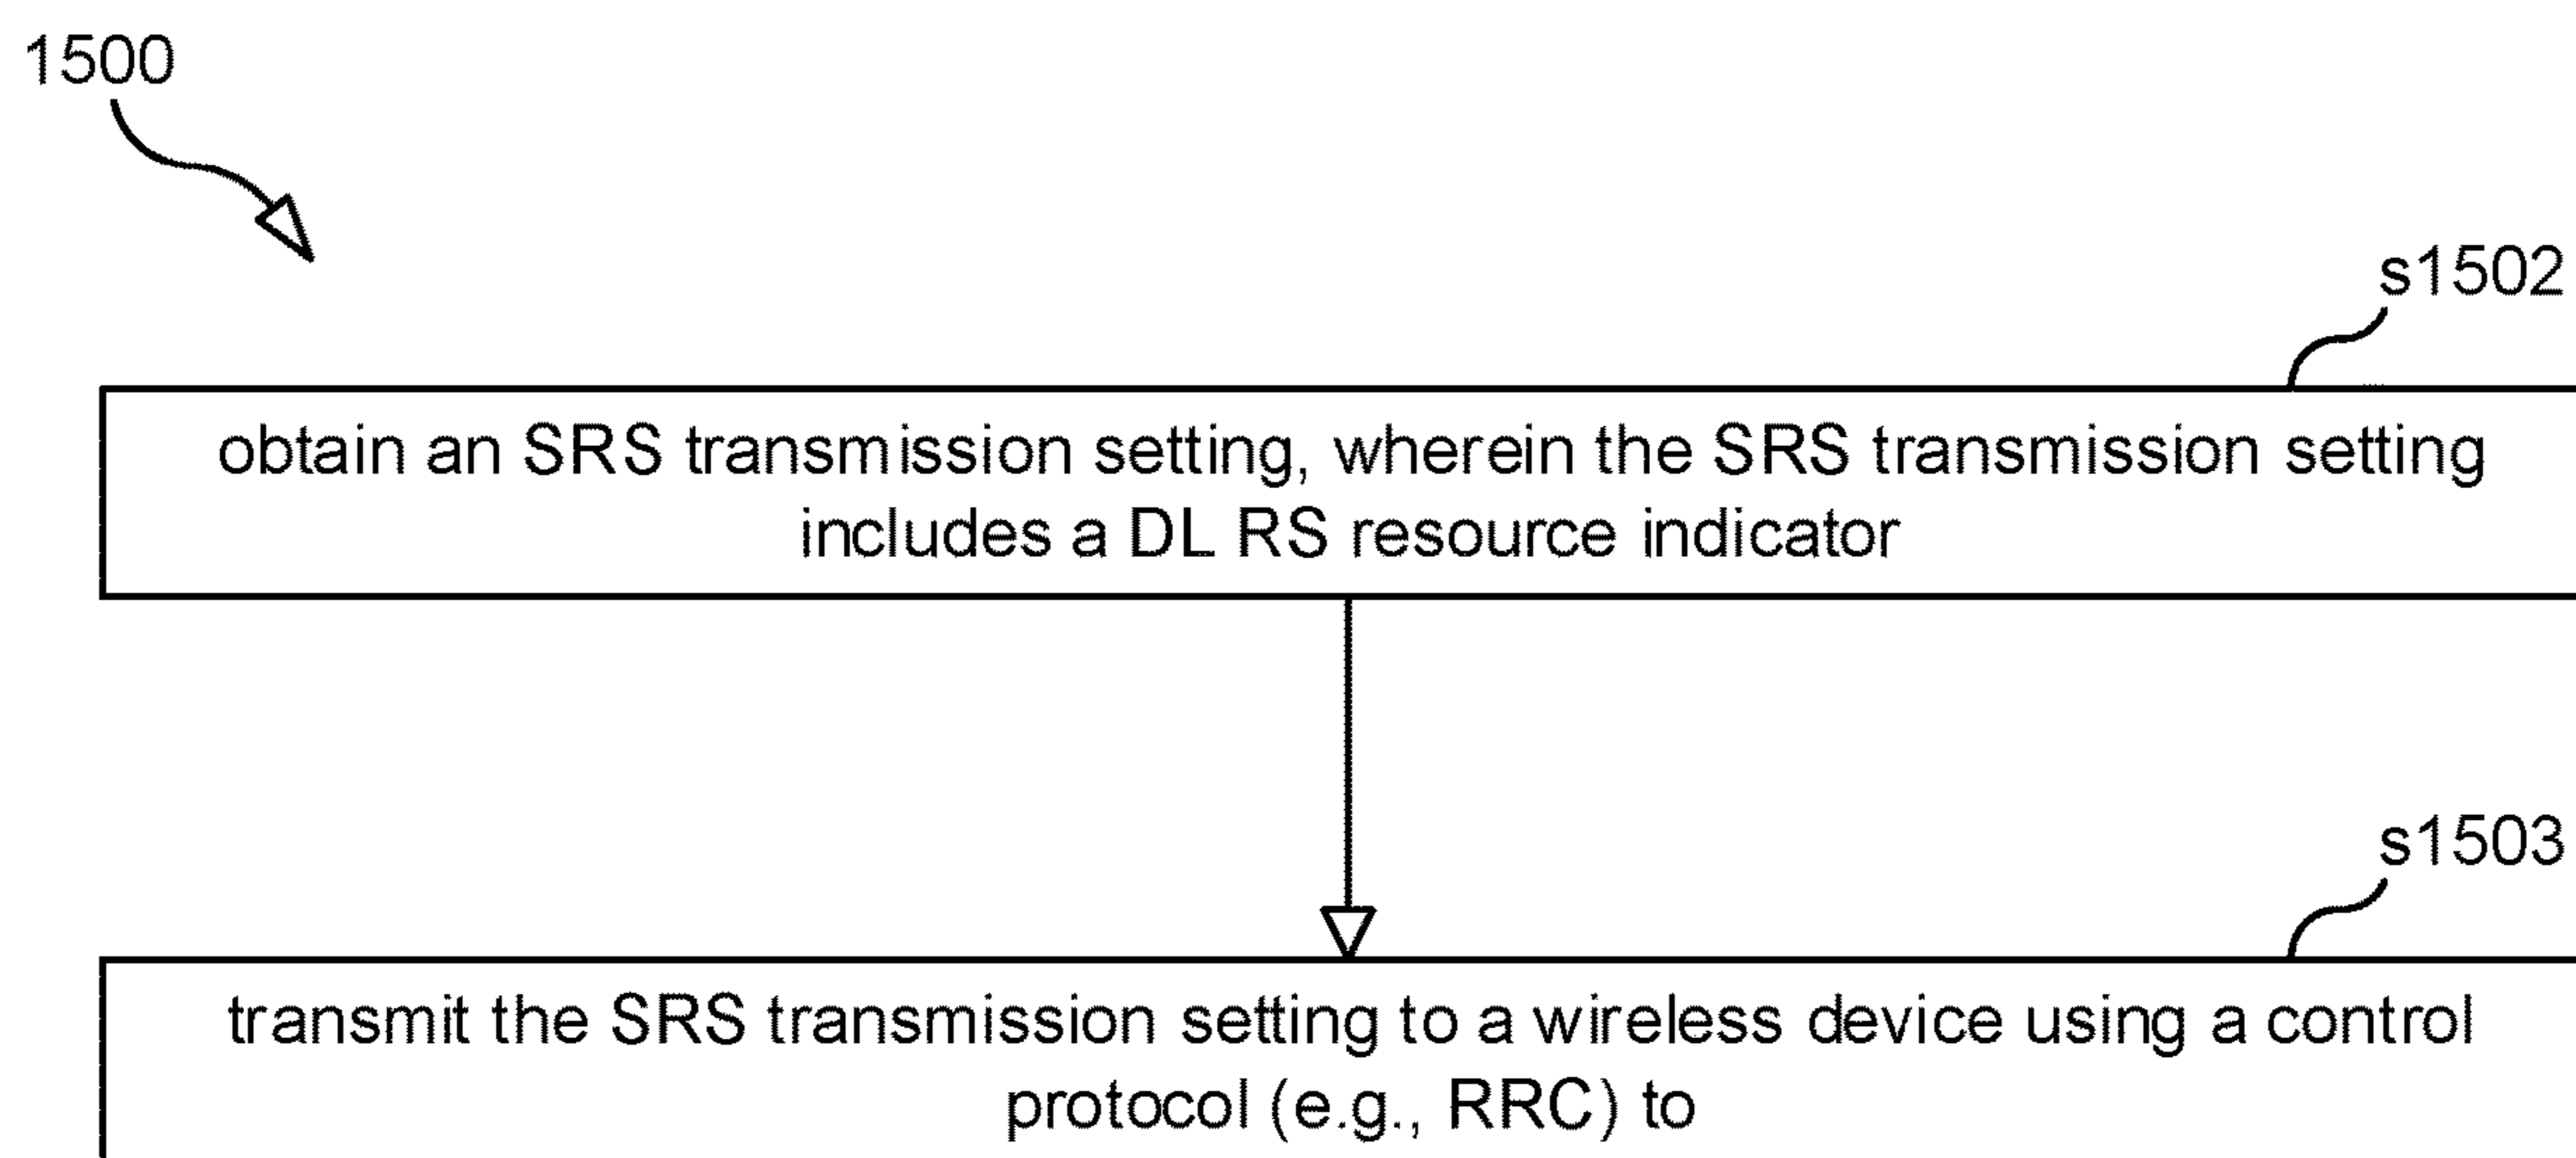 1500
s1502
obtain an SRS transmission setting, wherein the SRS transmission setting
includes a DL RS resource indicator
s1503
transmit the SRS transmission setting to a wireless device using a control
protocol (e.g., RRC) to